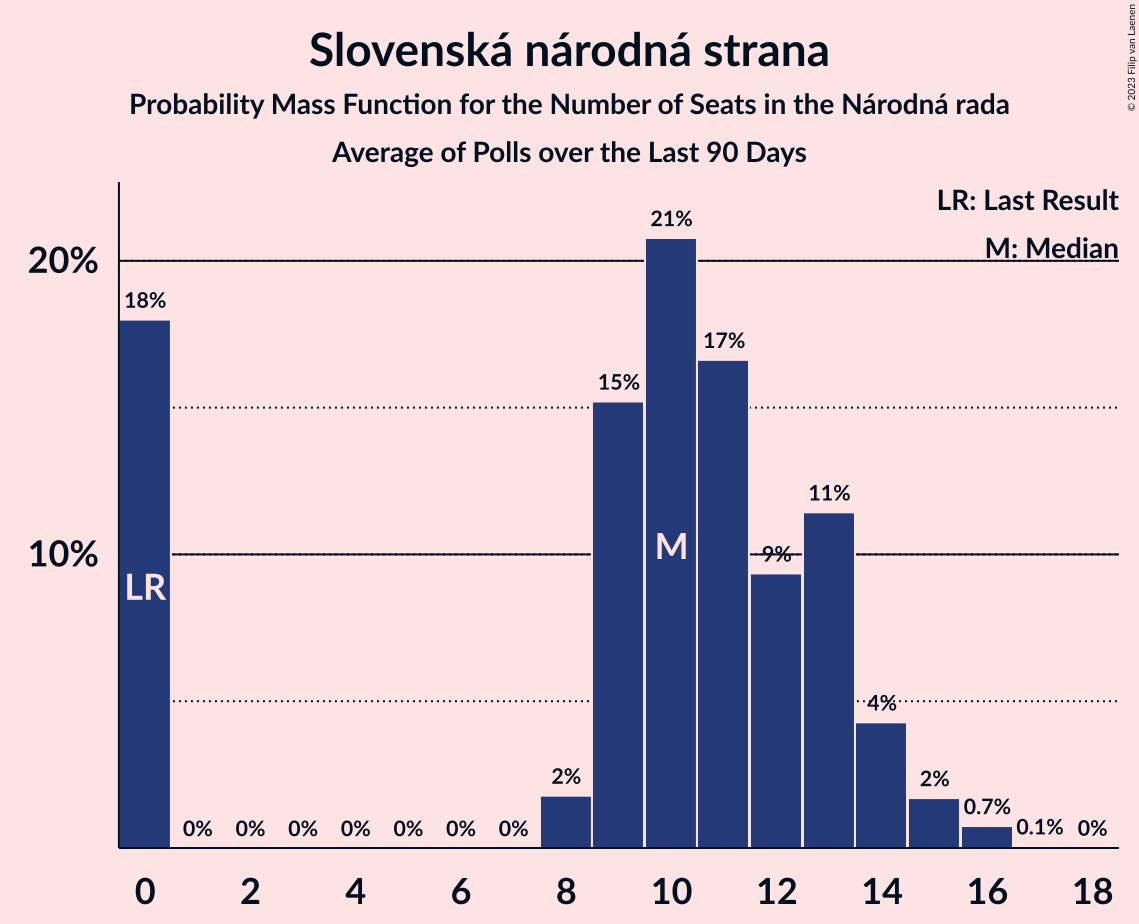 Slovenská národná strana
Probability Mass Function for the Number of Seats in the Národná rada
Average of Polls over the Last 90 Days
© 2023 Filip van Laenen
LR: Last Result
M: Median
20%
10%
18%
0%
0%
0%
0%
0%
0%
0%
2%
15%
21%
17%
9%
11%
4%
2%
0.7%
0.1%
0%
LR
M
0 2 4 6 8 10 12 14 16 18